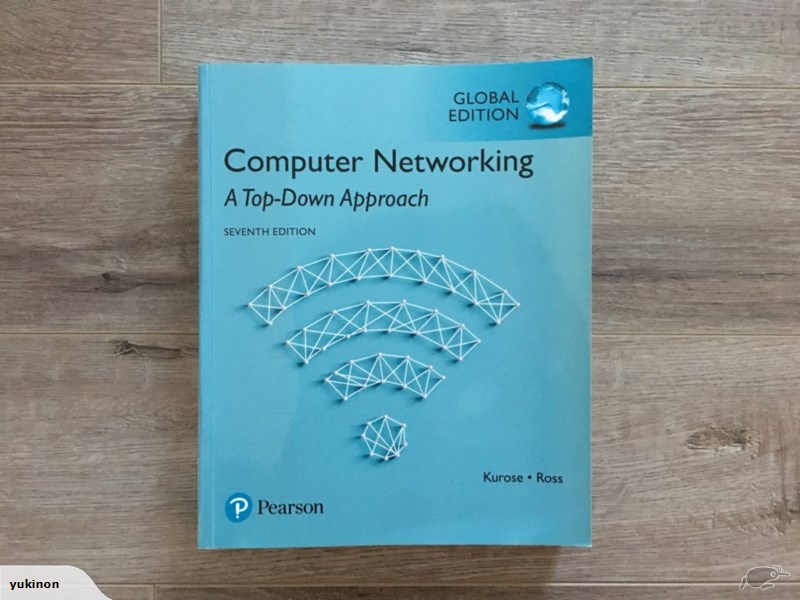 GLOBAL
EDITION
Computer Networking
A Top-Down Approach
SEVENTH EDITION
Kurose • Ross
Pearson
yukinon